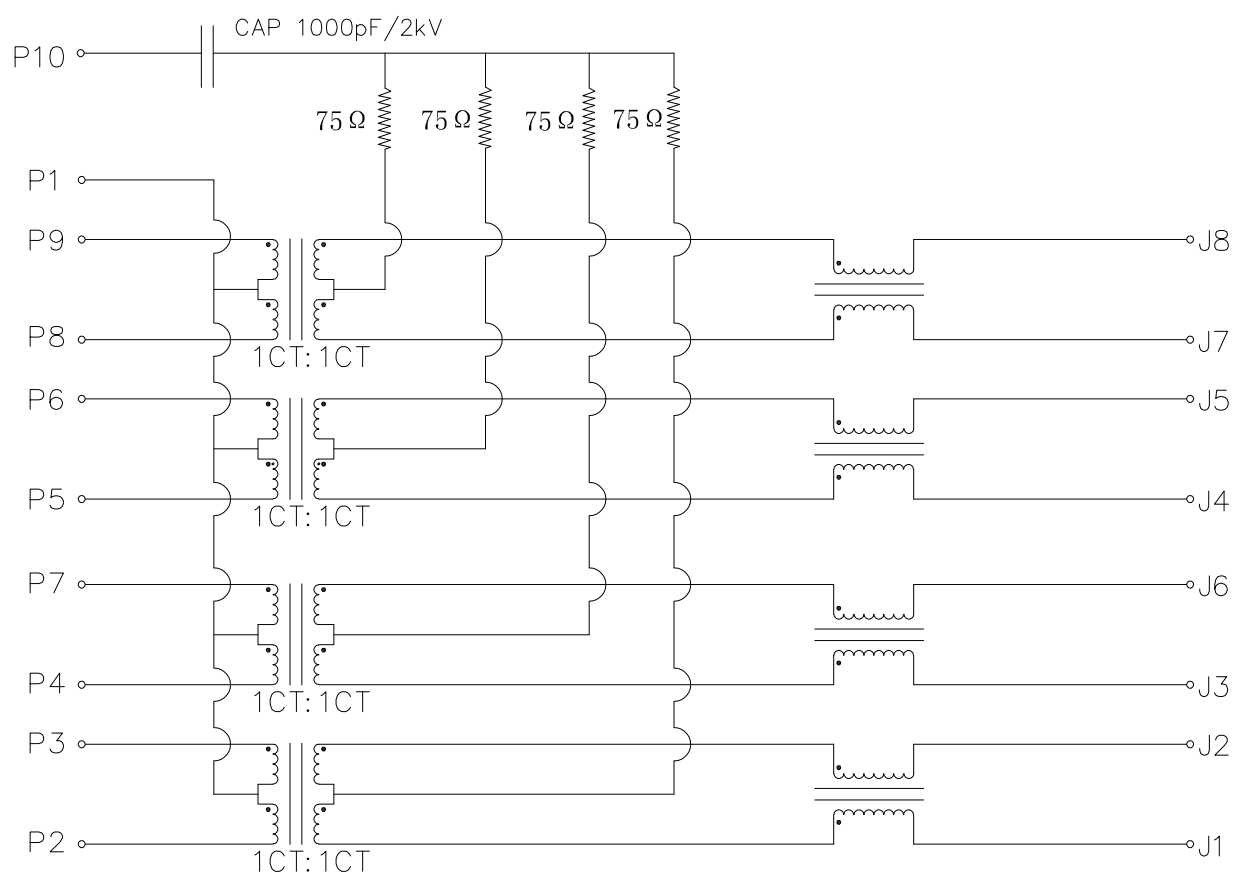 CAP 1000pF/2kV
P10
75 Ω 75 Ω 75 Ω 75 Ω
P1
P9 J8
P8 J7
1CT:1CT
P6 J5
P5 J4
1CT:1CT
P7 J6
P4 J3
1CT:1CT
P3 J2
P2 J1
1CT:1CT